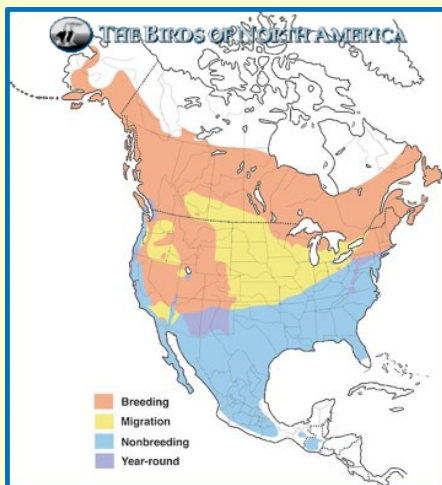 THE BIRDS OF NORTH AMERICA
Breeding
Migration
Nonbreeding
Year-round